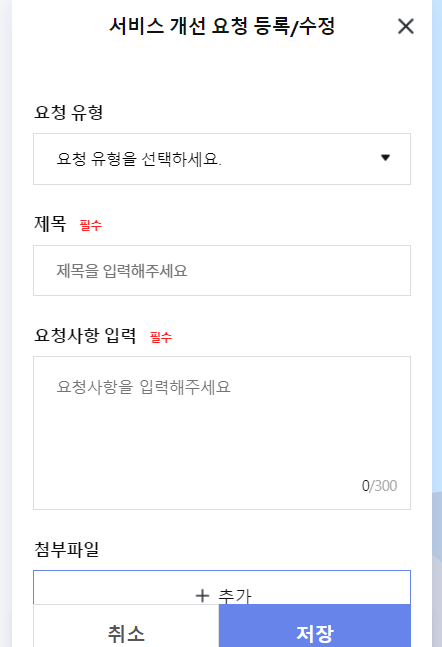 서비스 개선 요청 등록/수정
요청 유형
요청 유형을 선택하세요.
제목 필수
제목을 입력해주세요
요청사항 입력 필수
요청사항을 입력해주세요
0/300
첨부파일
+ 추가
취소 저장